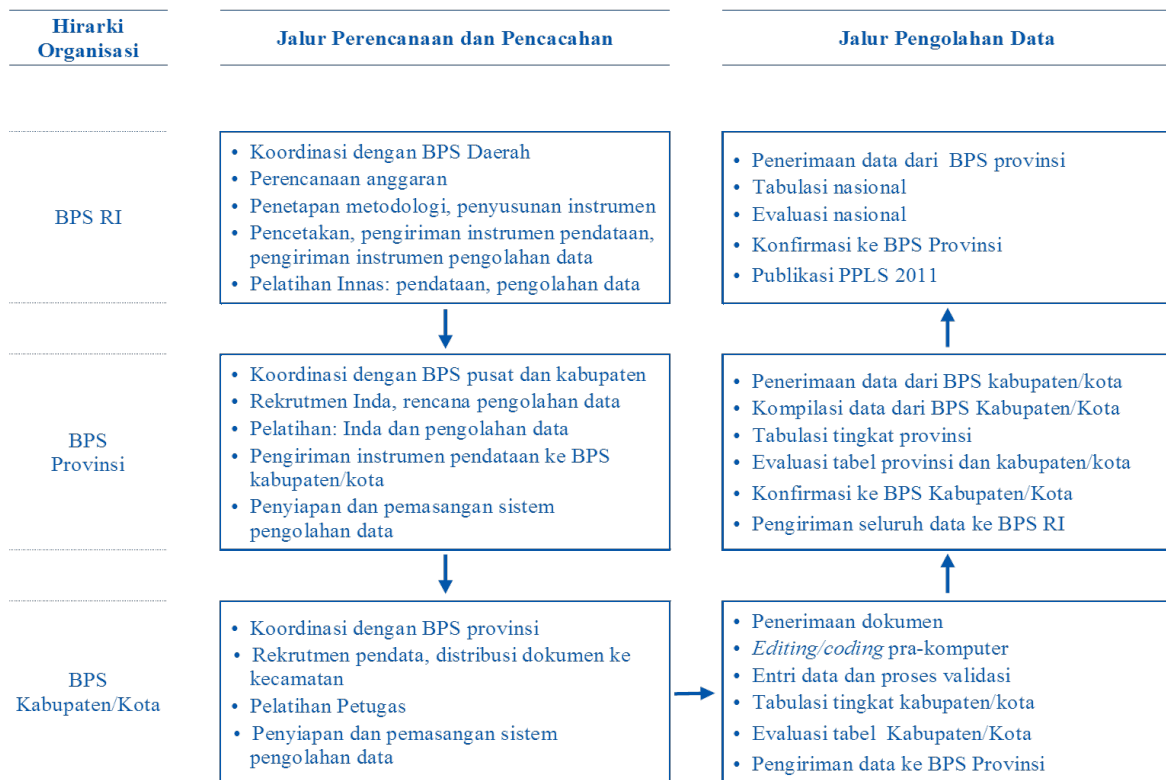 Hirarki
Organisasi
Jalur Perencanaan dan Pencacahan
Jalur Pengolahan Data
BPS RI
• Koordinasi dengan BPS Daerah
• Perencanaan anggaran
• Penetapan metodologi, penyusunan instrumen
• Pencetakan, pengiriman instrumen pendataan,
pengiriman instrumen pengolahan data
• Pelatihan Innas: pendataan, pengolahan data
• Penerimaan data dari BPS provinsi
• Tabulasi nasional
• Evaluasi nasional
• Konfirmasi ke BPS Provinsi
• Publikasi PPLS 2011
BPS
Provinsi
• Koordinasi dengan BPS pusat dan kabupaten
• Rekrutmen Inda, rencana pengolahan data
• Pelatihan: Inda dan pengolahan data
• Pengiriman instrumen pendataan ke BPS
kabupaten/kota
• Penyiapan dan pemasangan sistem
pengolahan data
• Penerimaan data dari BPS kabupaten/kota
• Kompilasi data dari BPS Kabupaten/Kota
• Tabulasi tingkat provinsi
• Evaluasi tabel provinsi dan kabupaten/kota
• Konfirmasi ke BPS Kabupaten/Kota
• Pengiriman seluruh data ke BPS RI
BPS
Kabupaten/Kota
• Koordinasi dengan BPS provinsi
• Rekrutmen pendata, distribusi dokumen ke
kecamatan
• Pelatihan Petugas
• Penyiapan dan pemasangan sistem
pengolahan data
• Penerimaan dokumen
• Editing/coding pra-komputer
• Entri data dan proses validasi
• Tabulasi tingkat kabupaten/kota
• Evaluasi tabel Kabupaten/Kota
• Pengiriman data ke BPS Provinsi